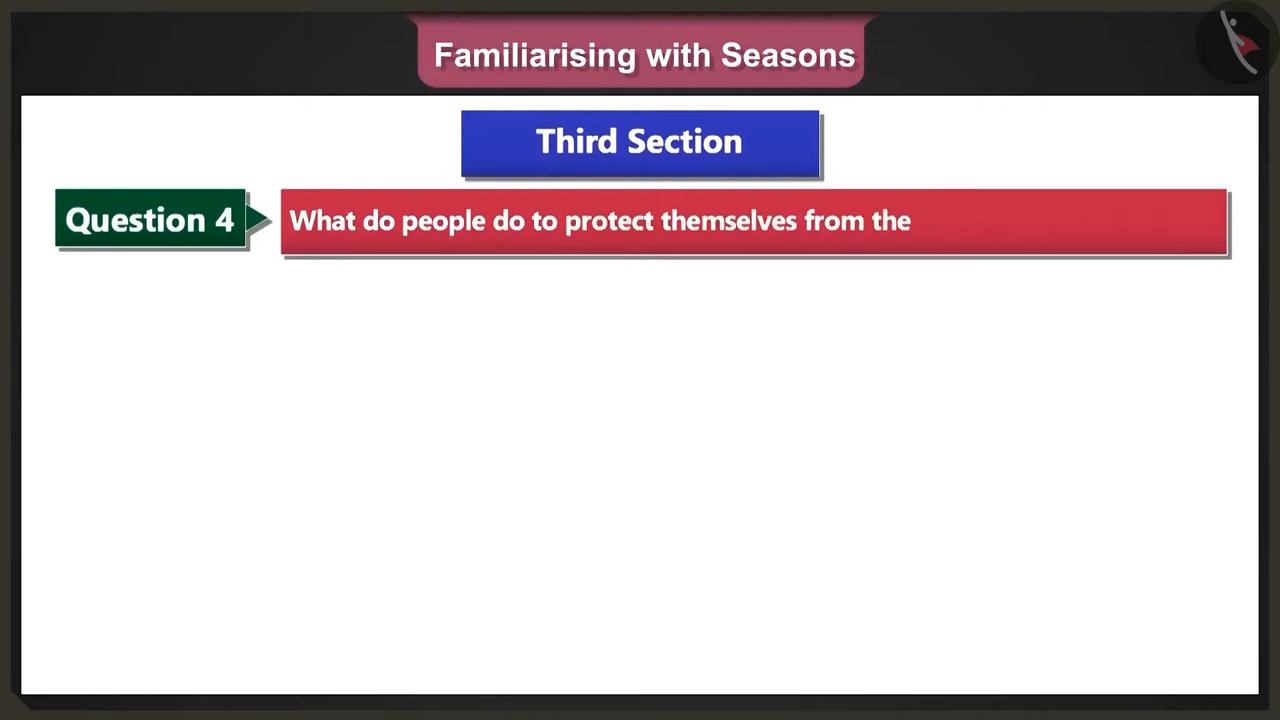 Familiarising with Seasons
Third Section
Question 4
What do people do to protect themselves from the